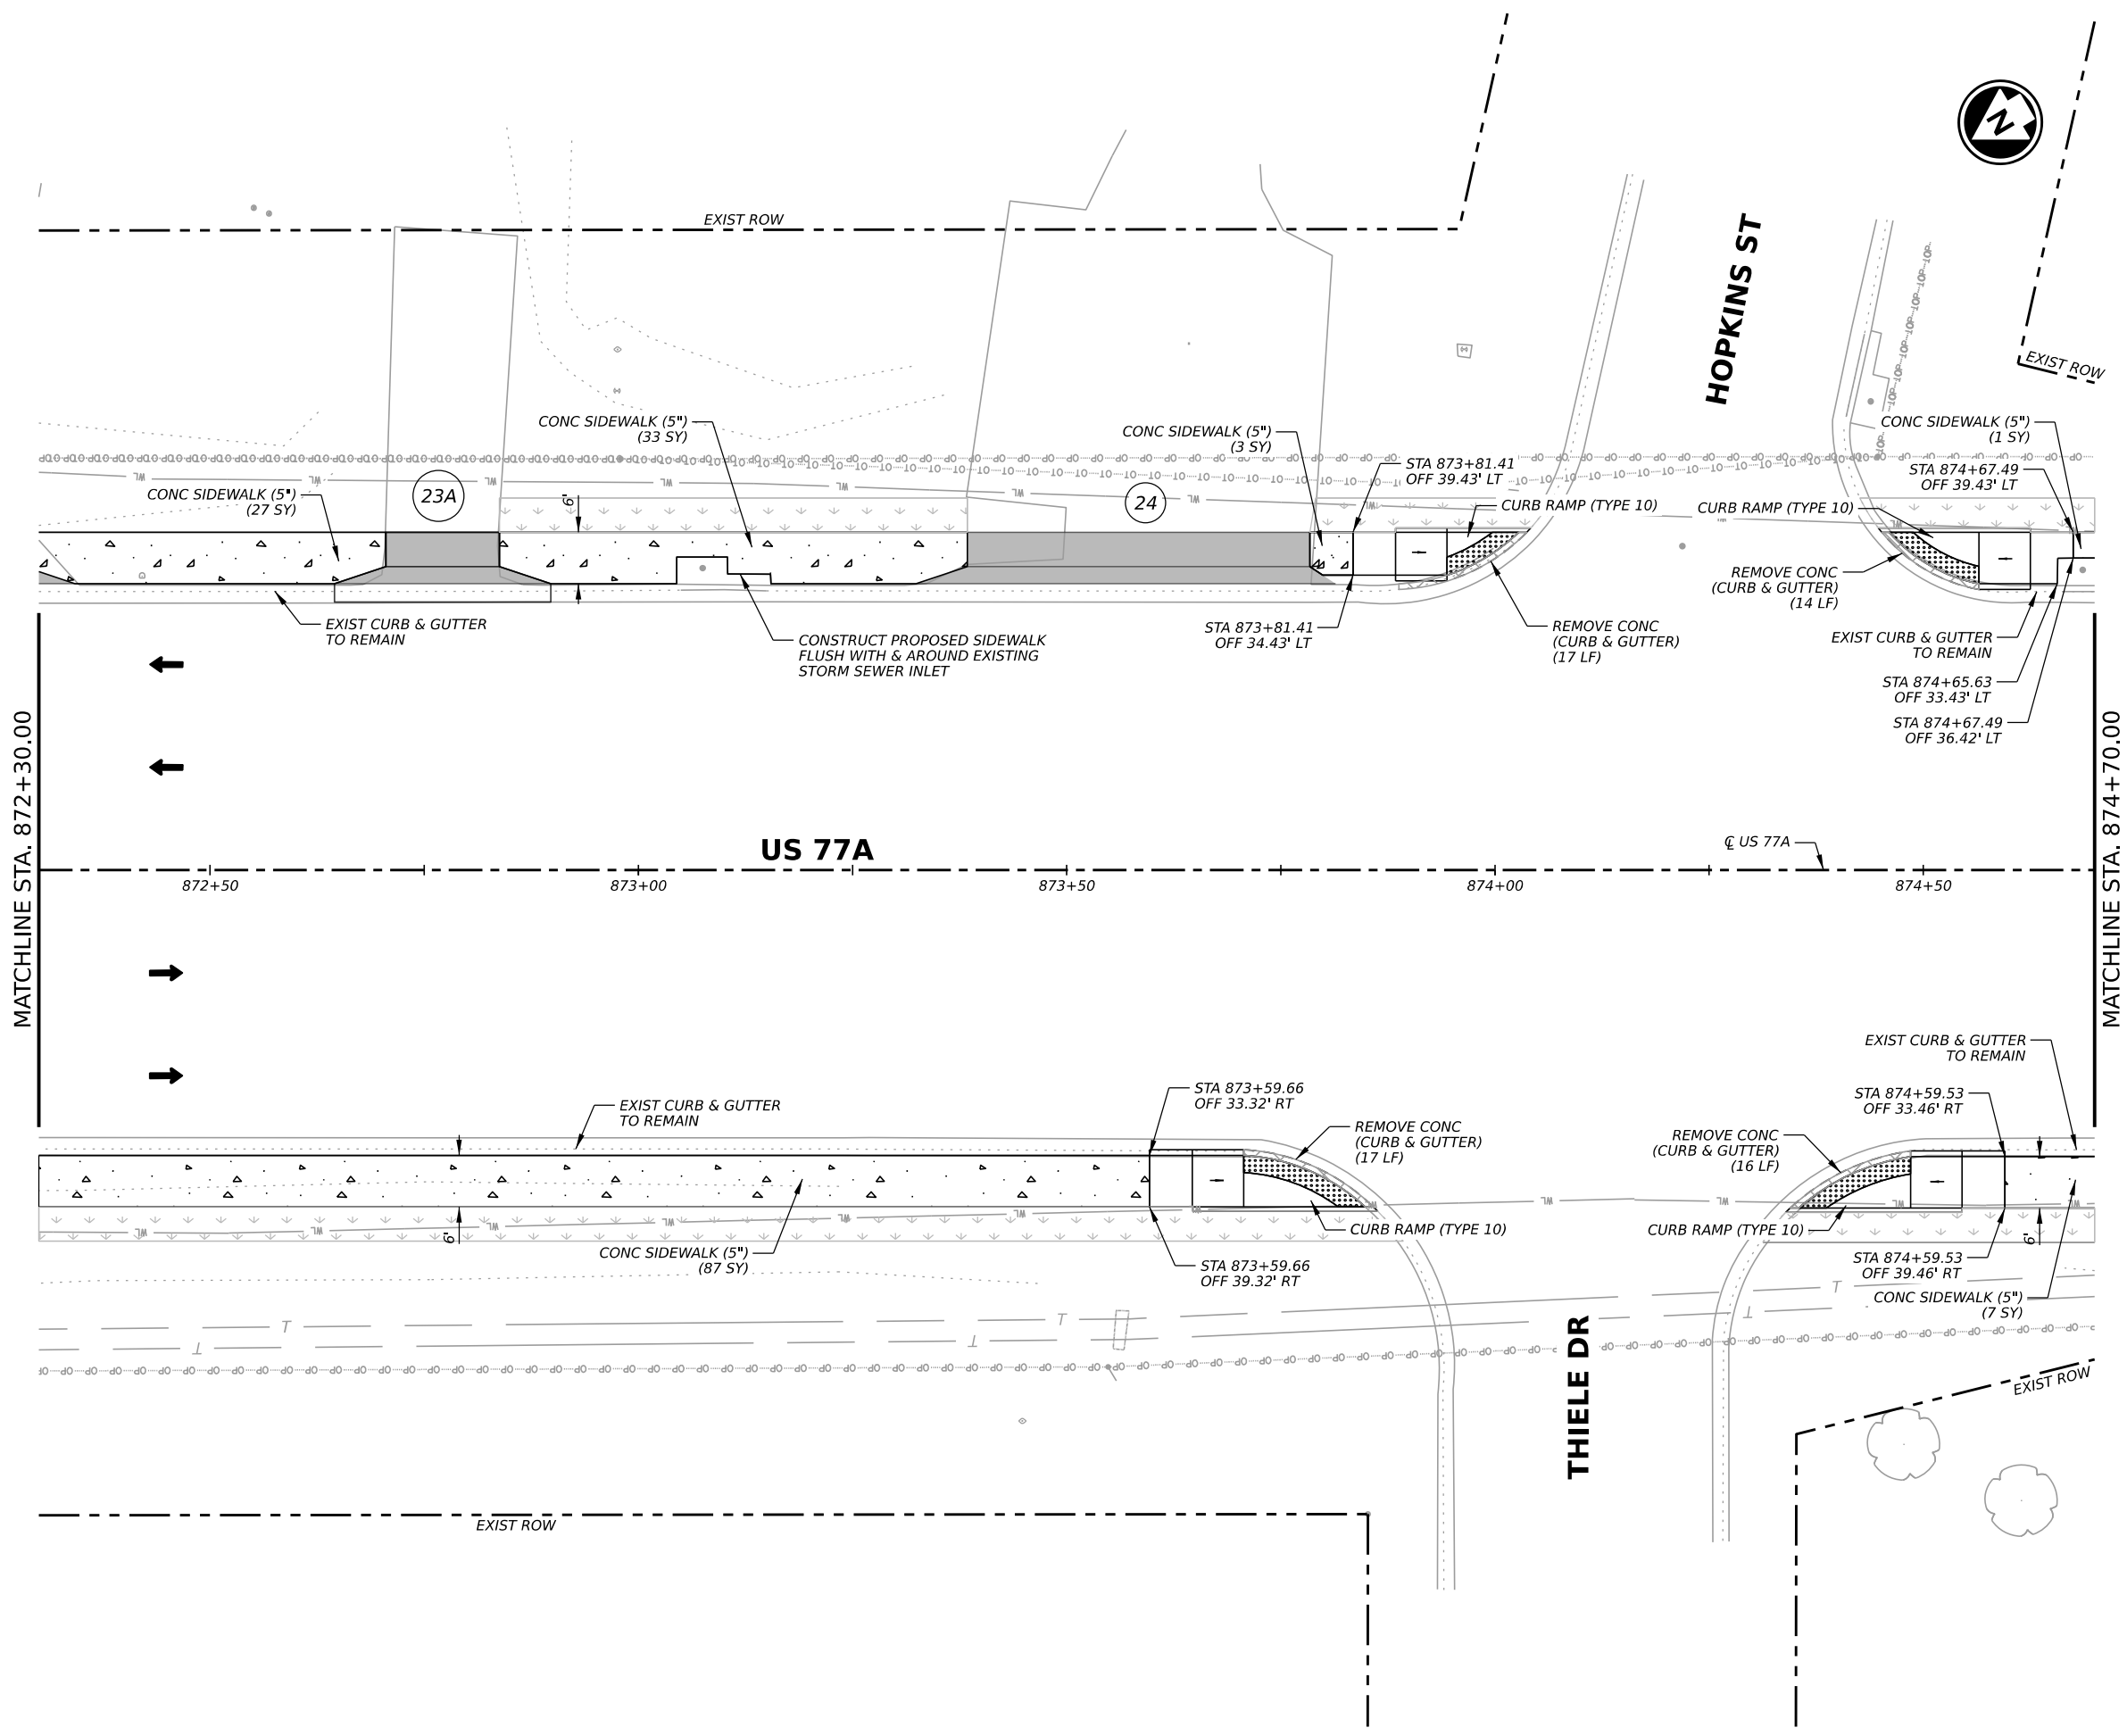 N
EXIST ROW
HOPKINS ST
EXIST ROW
CONC SIDEWALK (5")
(33 SY)
CONC SIDEWALK (5")
(3 SY)
CONC SIDEWALK (5")
(1 SY)
STA 873+81.41
OFF 39.43' LT
STA 874+67.49
OFF 39.43' LT
CONC SIDEWALK (5")
(27 SY)
23A
6'
24
CURB RAMP (TYPE 10)
CURB RAMP (TYPE 10)
REMOVE CONC
(CURB & GUTTER)
(14 LF)
EXIST CURB & GUTTER
TO REMAIN
CONSTRUCT PROPOSED SIDEWALK
FLUSH WITH & AROUND EXISTING
STORM SEWER INLET
STA 873+81.41
OFF 34.43' LT
REMOVE CONC
(CURB & GUTTER)
(17 LF)
EXIST CURB & GUTTER
TO REMAIN
STA 874+65.63
OFF 33.43' LT
STA 874+67.49
OFF 36.42' LT
MATCHLINE STA. 872+30.00
MATCHLINE STA. 874+70.00
US 77A
℄ US 77A
872+50
873+00
873+50
874+00
874+50
EXIST CURB & GUTTER
TO REMAIN
STA 873+59.66
OFF 33.32' RT
STA 874+59.53
OFF 33.46' RT
EXIST CURB & GUTTER
TO REMAIN
REMOVE CONC
(CURB & GUTTER)
(17 LF)
REMOVE CONC
(CURB & GUTTER)
(16 LF)
CURB RAMP (TYPE 10)
CURB RAMP (TYPE 10)
6'
6'
CONC SIDEWALK (5")
(87 SY)
STA 873+59.66
OFF 39.32' RT
STA 874+59.53
OFF 39.46' RT
CONC SIDEWALK (5")
(7 SY)
THIELE DR
EXIST ROW
EXIST ROW